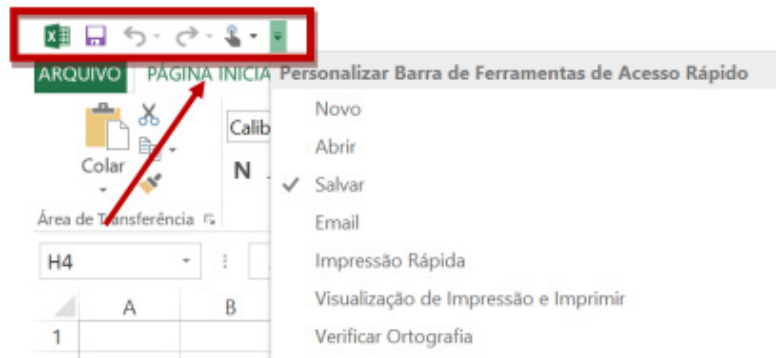 ARQUIVO PÁGINA INICIA
Personalizar Barra de Ferramentas de Acesso Rápido
Novo
Abrir
Salvar
Email
Impressão Rápida
Visualização de Impressão e Imprimir
Verificar Ortografia
Colar
Calib
N
Área de Transferência
H4
A B
1